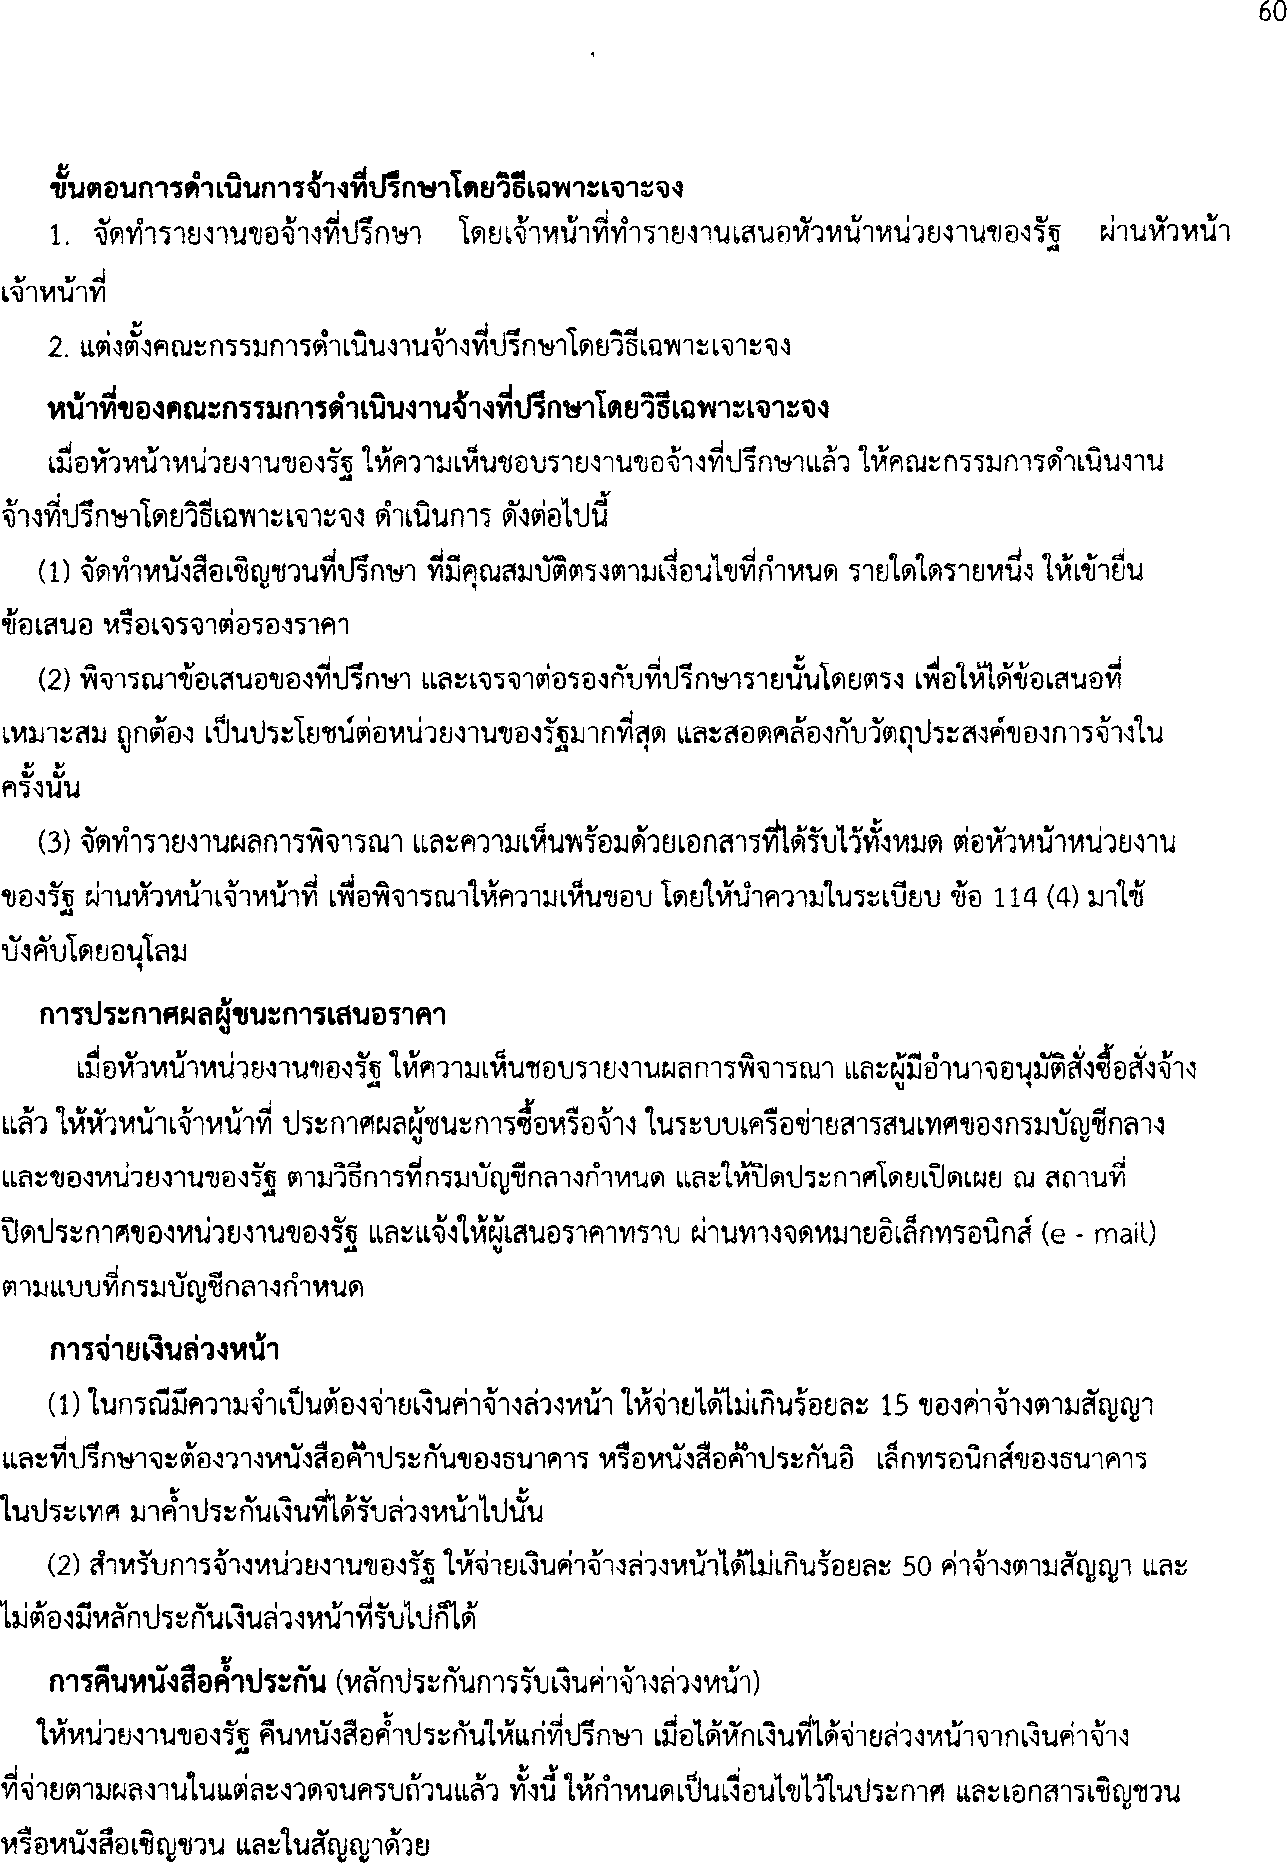 60
ขั้นตอนการดำเนินการจ้างที่ปรึกษาโดยวิธีเฉพาะเจาะจง
1. จัดทำรายงานขอจ้างที่ปรึกษา โดยเจ้าหน้าที่ทำรายงานเสนอหัวหน้าหน่วยงานของรัฐ ผ่านหัวหน้า
เจ้าหน้าที่
2. แต่งตั้งคณะกรรมการดำเนินงานจ้างที่ปรึกษาโดยวิธีเฉพาะเจาะจง
หน้าที่ของคณะกรรมการดำเนินงานจ้างที่ปรึกษาโดยวิธีเฉพาะเจาะจง
เมื่อหัวหน้าหน่วยงานของรัฐ ให้ความเห็นชอบรายงานขอจ้างที่ปรึกษาแล้ว ให้คณะกรรมการดำเนินงาน
จ้างที่ปรึกษาโดยวิธีเฉพาะเจาะจง ดำเนินการ ดังต่อไปนี้
(1) จัดทำหนังสือเชิญชวนที่ปรึกษา ที่มีคุณสมบัติตรงตามเงื่อนไขที่กำหนด รายใดใดรายหนึ่ง ให้เข้ายื่น
ข้อเสนอ หรือเจรจาต่อรองราคา
(2) พิจารณาข้อเสนอของที่ปรึกษา และเจรจาต่อรองกับที่ปรึกษารายนั้นโดยตรง เพื่อให้ได้ข้อเสนอที่
เหมาะสม ถูกต้อง เป็นประโยชน์ต่อหน่วยงานของรัฐมากที่สุด และสอดคล้องกับวัตถุประสงค์ของการจ้างใน
ครั้งนั้น
(3) จัดทำรายงานผลการพิจารณา และความเห็นพร้อมด้วยเอกสารที่ได้รับไว้ทั้งหมด ต่อหัวหน้าหน่วยงาน
ของรัฐ ผ่านหัวหน้าเจ้าหน้าที่ เพื่อพิจารณาให้ความเห็นชอบ โดยให้นำความในระเบียบ ข้อ 114 (4) มาใช้
บังคับโดยอนุโลม
การประกาศผลผู้ชนะการเสนอราคา
เมื่อหัวหน้าหน่วยงานของรัฐ ให้ความเห็นชอบรายงานผลการพิจารณา และผู้มีอำนาจอนุมัติสั่งซื้อสั่งจ้าง
แล้ว ให้หัวหน้าเจ้าหน้าที่ ประกาศผลผู้ชนะการซื้อหรือจ้าง ในระบบเครือข่ายสารสนเทศของกรมบัญชีกลาง
และของหน่วยงานของรัฐ ตามวิธีการที่กรมบัญชีกลางกำหนด และให้ปิดประกาศโดยเปิดเผย ณ สถานที่
ปิดประกาศของหน่วยงานของรัฐ และแจ้งให้ผู้เสนอราคาทราบ ผ่านทางจดหมายอิเล็กทรอนิกส์ (e - mail)
ตามแบบที่กรมบัญชีกลางกำหนด
การจ่ายเงินล่วงหน้า
(1) ในกรณีมีความจำเป็นต้องจ่ายเงินค่าจ้างล่วงหน้า ให้จ่ายได้ไม่เกินร้อยละ 15 ของค่าจ้างตามสัญญา
และที่ปรึกษาจะต้องวางหนังสือค้ำประกันของธนาคาร หรือหนังสือค้ำประกันอิ เล็กทรอนิกส์ของธนาคาร
ในประเทศ มาค้ำประกันเงินที่ได้รับล่วงหน้าไปนั้น
(2) สำหรับการจ้างหน่วยงานของรัฐ ให้จ่ายเงินค่าจ้างล่วงหน้าได้ไม่เกินร้อยละ 50 ค่าจ้างตามสัญญา และ
ไม่ต้องมีหลักประกันเงินล่วงหน้าที่รับไปก็ได้
การคืนหนังสือค้ำประกัน (หลักประกันการรับเงินค่าจ้างล่วงหน้า)
ให้หน่วยงานของรัฐ คืนหนังสือค้ำประกันให้แก่ที่ปรึกษา เมื่อได้หักเงินที่ได้จ่ายล่วงหน้าจากเงินค่าจ้าง
ที่จ่ายตามผลงานในแต่ละงวดจนครบถ้วนแล้ว ทั้งนี้ ให้กำหนดเป็นเงื่อนไขไว้ในประกาศ และเอกสารเชิญชวน
หรือหนังสือเชิญชวน และในสัญญาด้วย